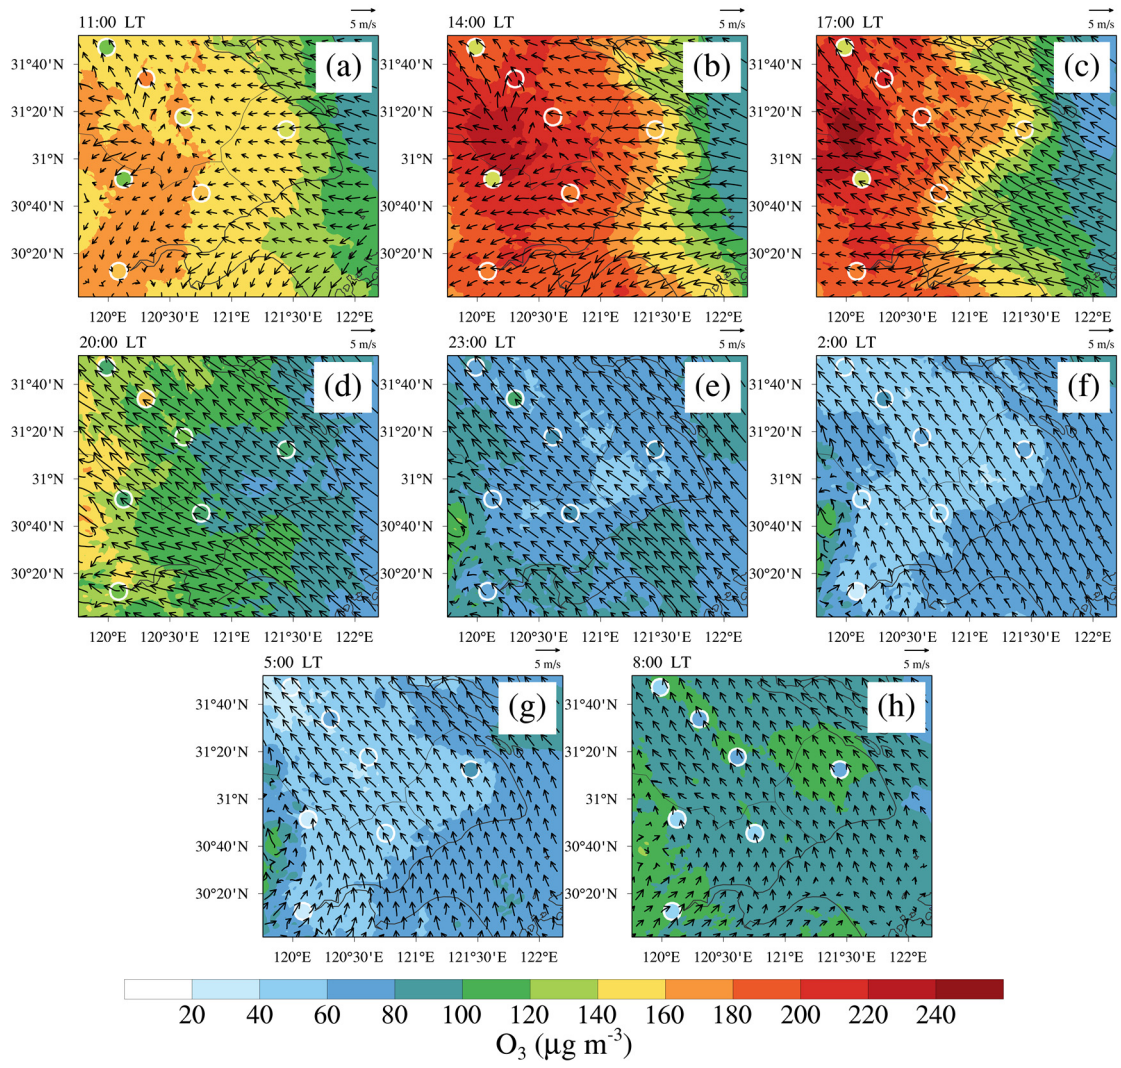 11:00 LT
5 m/s
14:00 LT
5 m/s
17:00 LT
5 m/s
(a)
(b)
(c)
31°40'N
31°20'N
31°N
30°40'N
30°20'N
31°40'N
31°20'N
31°N
30°40'N
30°20'N
31°40'N
31°20'N
31°N
30°40'N
30°20'N
120°E 120°30'E 121°E 121°30'E 122°E
120°E 120°30'E 121°E 121°30'E 122°E
120°E 120°30'E 121°E 121°30'E 122°E
20:00 LT
5 m/s
23:00 LT
5 m/s
2:00 LT
5 m/s
(d)
(e)
(f)
31°40'N
31°20'N
31°N
30°40'N
30°20'N
31°40'N
31°20'N
31°N
30°40'N
30°20'N
31°40'N
31°20'N
31°N
30°40'N
30°20'N
120°E 120°30'E 121°E 121°30'E 122°E
120°E 120°30'E 121°E 121°30'E 122°E
120°E 120°30'E 121°E 121°30'E 122°E
5:00 LT
5 m/s
8:00 LT
5 m/s
(g)
(h)
31°40'N
31°20'N
31°N
30°40'N
30°20'N
31°40'N
31°20'N
31°N
30°40'N
30°20'N
120°E 120°30'E 121°E 121°30'E 122°E
120°E 120°30'E 121°E 121°30'E 122°E
20 40 60 80 100 120 140 160 180 200 220 240
O₃ (μg m⁻³)